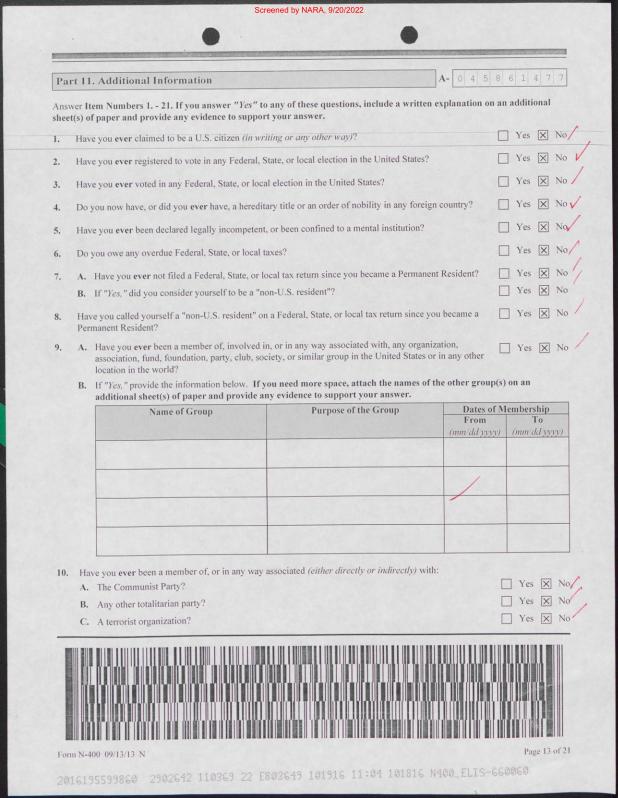 Screened by NARA, 9/20/2022
Part 11. Additional Information
A- 0 4 5 8 6 1 4 7 7
Answer Item Numbers 1. - 21. If you answer "Yes" to any of these questions, include a written explanation on an additional
sheet(s) of paper and provide any evidence to support your answer.
1. Have you ever claimed to be a U.S. citizen (in writing or any other way)? Yes No
2. Have you ever registered to vote in any Federal, State, or local election in the United States? Yes No
3. Have you ever voted in any Federal, State, or local election in the United States? Yes No
4. Do you now have, or did you ever have, a hereditary title or an order of nobility in any foreign country? Yes No
5. Have you ever been declared legally incompetent, or been confined to a mental institution? Yes No
6. Do you owe any overdue Federal, State, or local taxes? Yes No
7. A. Have you ever not filed a Federal, State, or local tax return since you became a Permanent Resident? Yes No
B. If "Yes," did you consider yourself to be a "non-U.S. resident"? Yes No
8. Have you called yourself a "non-U.S. resident" on a Federal, State, or local tax return since you became a Yes No
Permanent Resident?
9. A. Have you ever been a member of, involved in, or in any way associated with, any organization, Yes No
association, fund, foundation, party, club, society, or similar group in the United States or in any other
location in the world?
B. If "Yes," provide the information below. If you need more space, attach the names of the other group(s) on an
additional sheet(s) of paper and provide any evidence to support your answer.
Name of Group Purpose of the Group Dates of Membership
From To
(mm/dd/yyyy) (mm/dd/yyyy)
10. Have you ever been a member of, or in any way associated (either directly or indirectly) with:
A. The Communist Party? Yes No
B. Any other totalitarian party? Yes No
C. A terrorist organization? Yes No
Form N-400 09/13/13 N Page 13 of 21
2016195599860 2902642 110369 22 E803649 101916 11:04 101816 N400_ELIS-660060